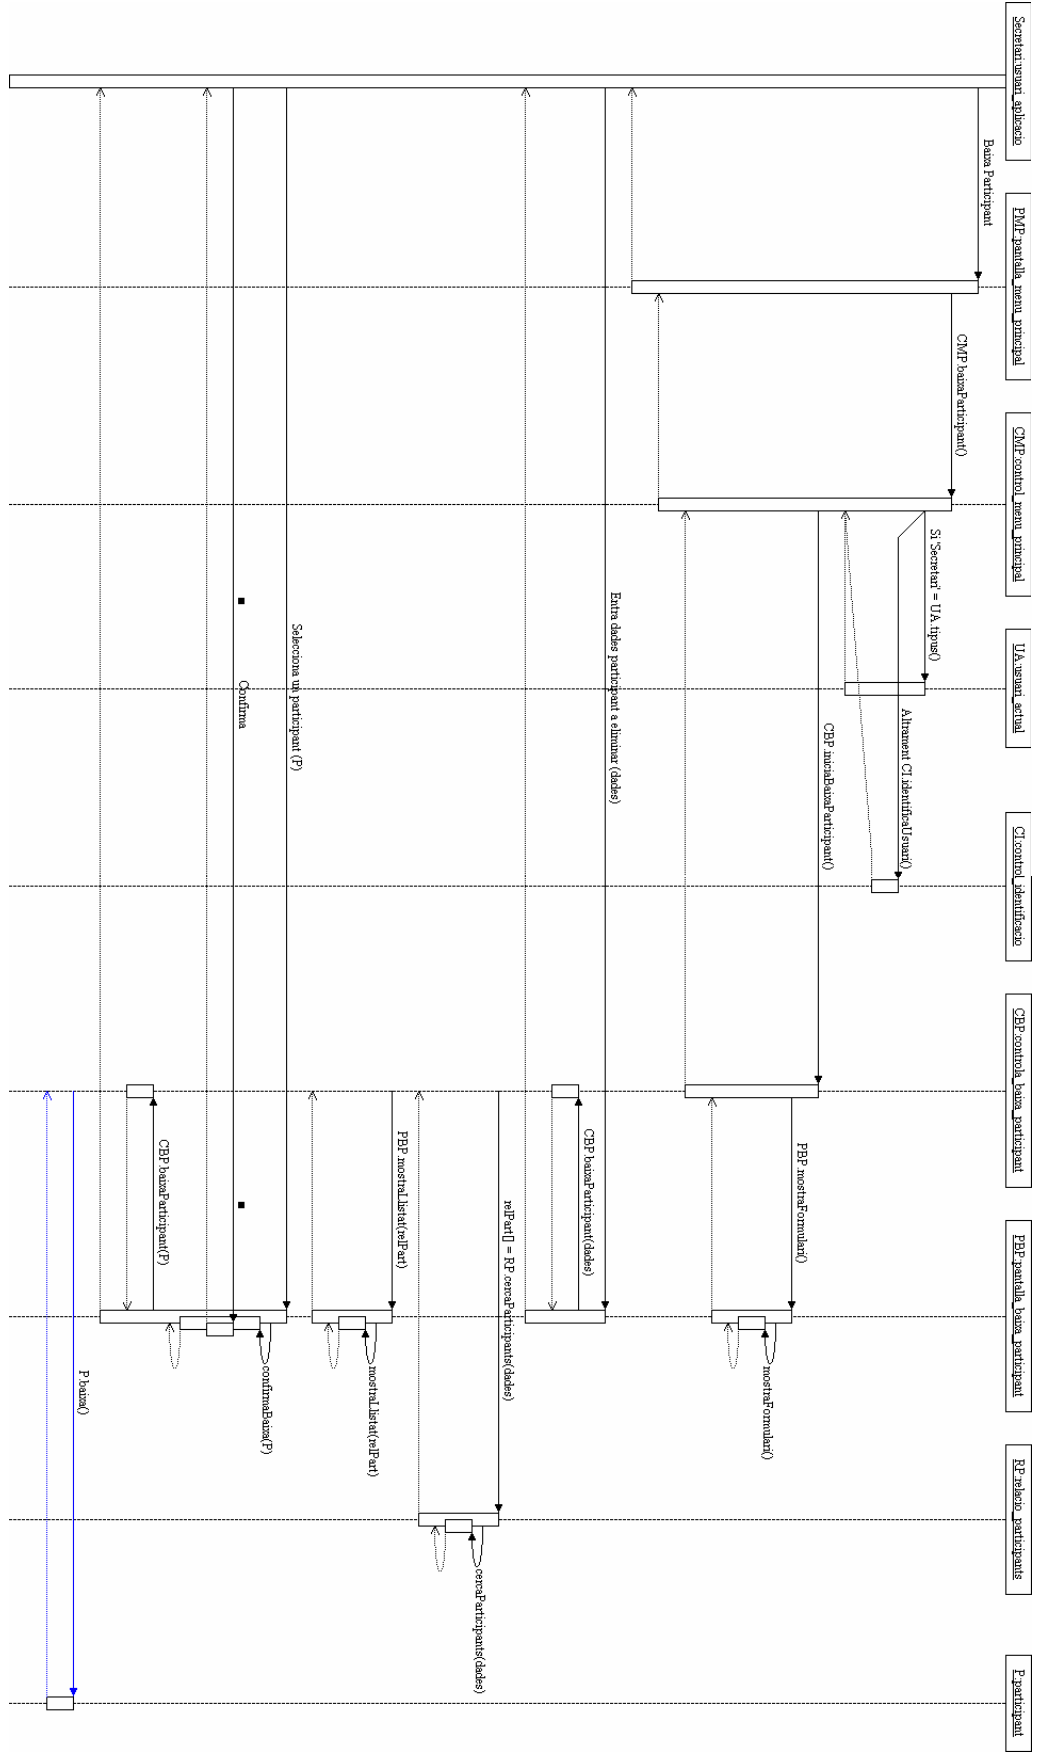 Secretari:usuari_aplicacio
PMP:pantalla_menu_principal
CMP:control_menu_principal
UA:usuari_actual
CI:control_identificacio
CBP:controla_baixa_participant
PBP:pantalla_baixa_participant
RP:relacio_participants
P:participant
Baixa Participant
CMP.baixaParticipant()
Si 'Secretari' = UA.tipus()
Altrament CI.identificaUsuari()
CBP.iniciaBaixaParticipant()
PBP.mostraFormulari()
mostraFormulari()
Entra dades participant a eliminar (dades)
CBP.baixaParticipant(dades)
relPart[] = RP.cercaParticipants(dades)
cercaParticipants(dades)
PBP.mostraLlistat(relPart)
mostraLlistat(relPart)
Selecciona un participant (P)
confirmaBaixa(P)
Confirma
CBP.baixaParticipant(P)
P.baixa()